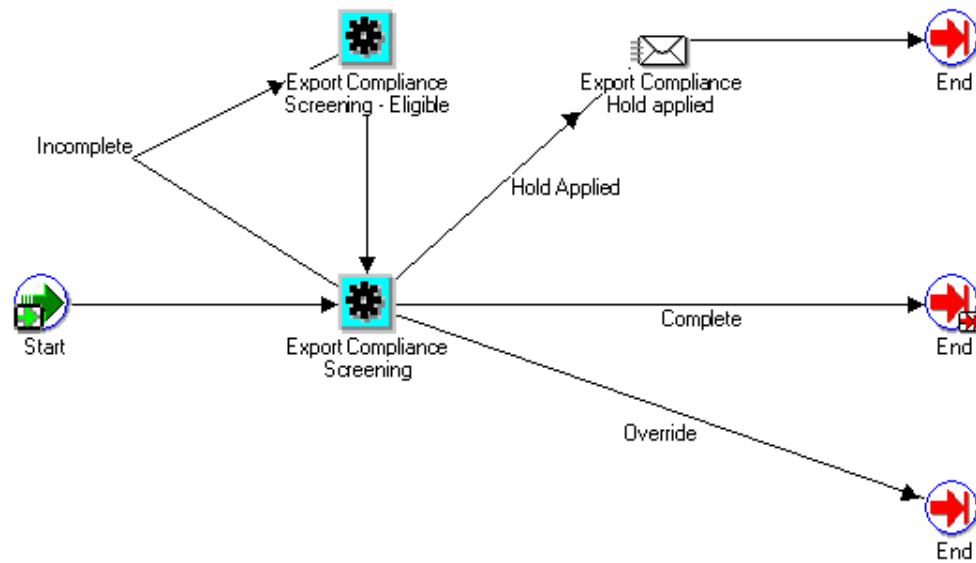 Export Compliance
Screening - Eligible
Export Compliance
Hold applied
End
Incomplete
Hold Applied
Start
Export Compliance
Screening
Complete
End
Override
End